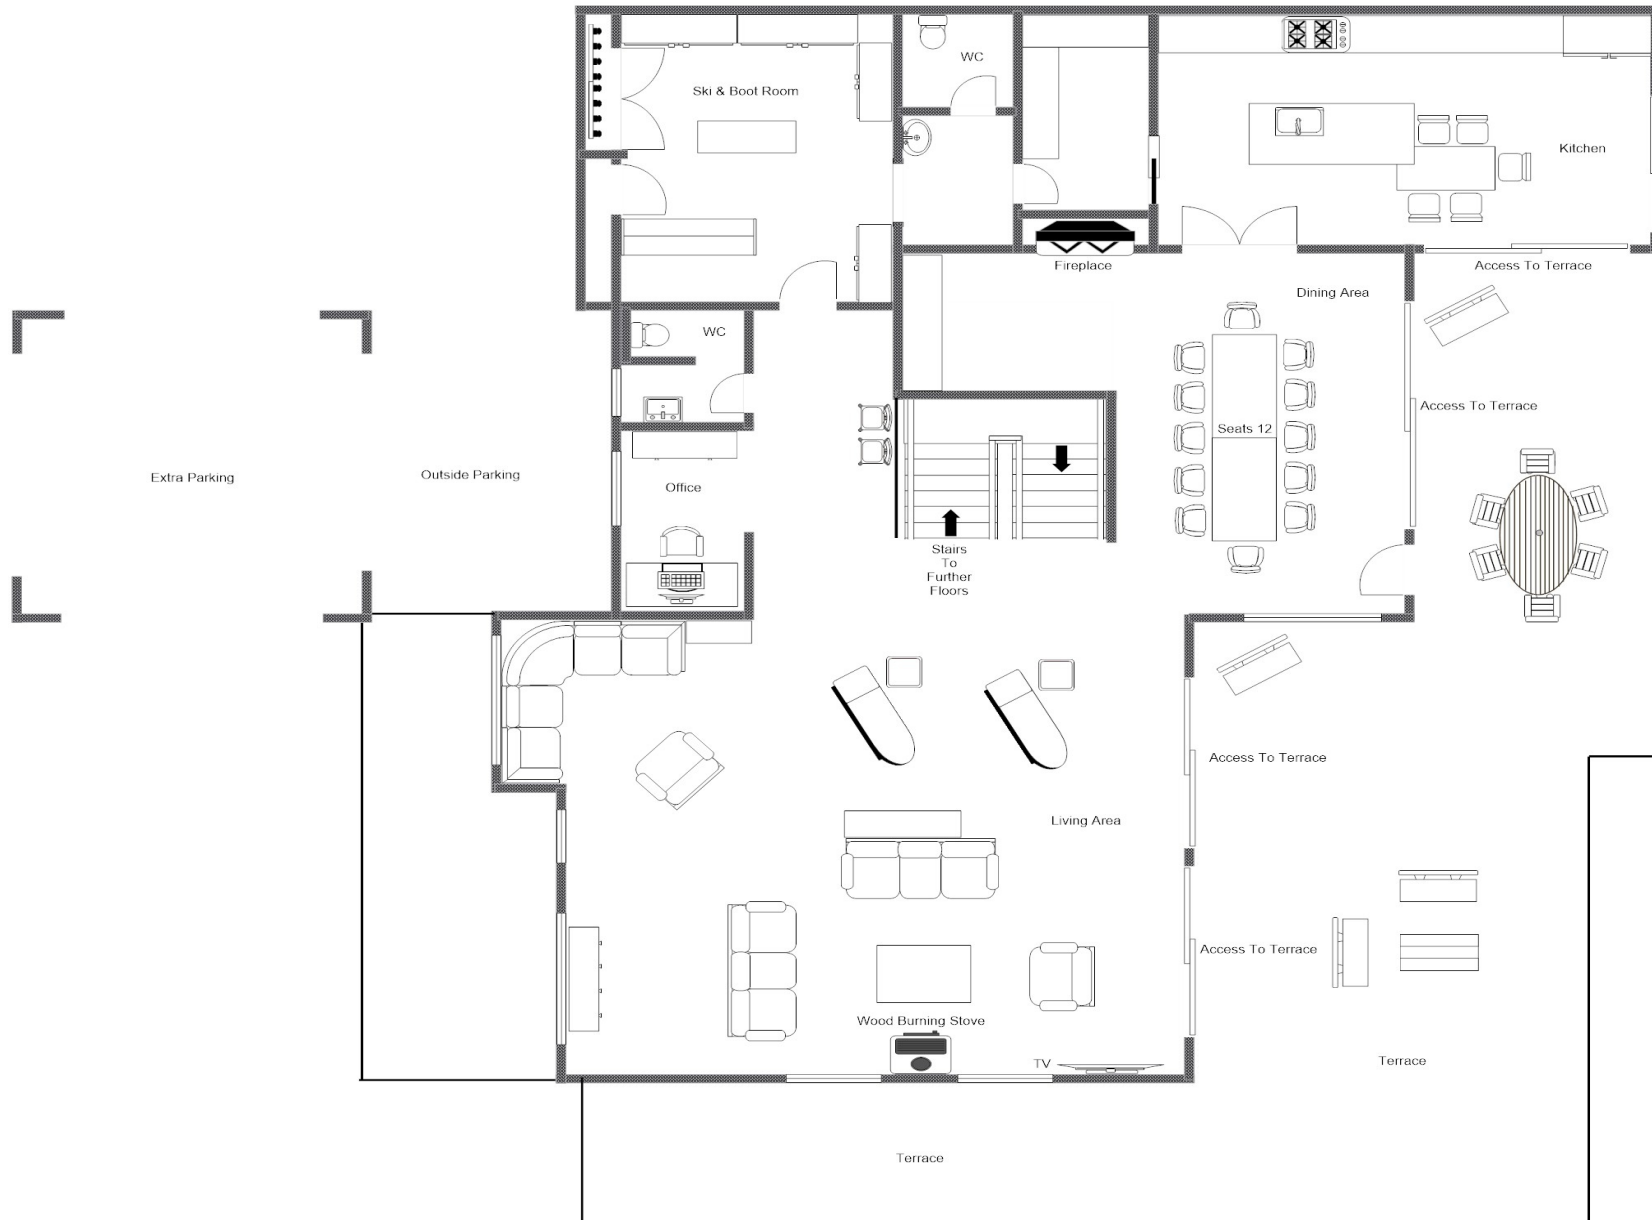 WC
Ski & Boot Room
Kitchen
Fireplace
Access To Terrace
Dining Area
WC
Access To Terrace
Seats 12
Extra Parking
Outside Parking
Office
Stairs
To
Further
Floors
Access To Terrace
Living Area
Access To Terrace
Wood Burning Stove
TV
Terrace
Terrace